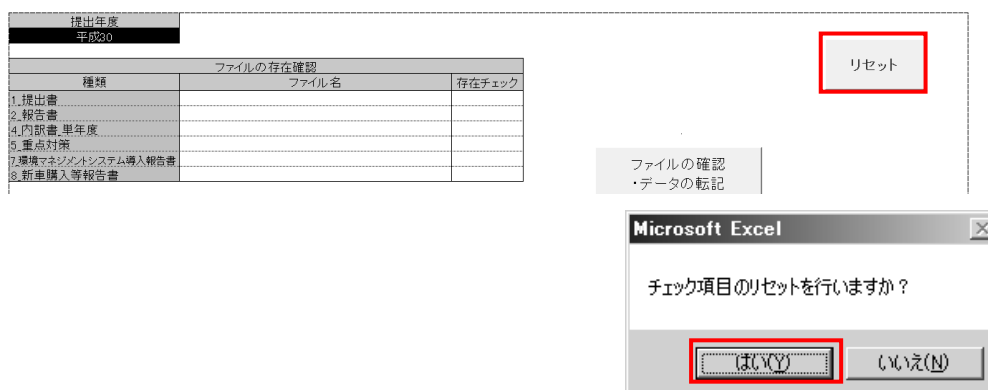 提出年度
平成30
リセット
ファイルの存在確認
種類 ファイル名 存在チェック
1_提出書
2_報告書
4_内訳書_単年度
5_重点対策
7_環境マネジメントシステム導入報告書
8_新車購入等報告書
ファイルの確認
・データの転記
Microsoft Excel
チェック項目のリセットを行いますか？
はい(Y) いいえ(N)